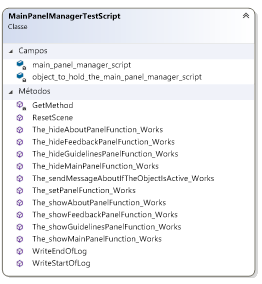 MainPanelManagerTestScript
Classe
Campos
main_panel_manager_script
object_to_hold_the_main_panel_manager_script
Métodos
GetMethod
ResetScene
The_hideAboutPanelFunction_Works
The_hideFeedbackPanelFunction_Works
The_hideGuidelinesPanelFunction_Works
The_hideMainPanelFunction_Works
The_sendMessageAboutIfTheObjectIsActive_Works
The_setPanelFunction_Works
The_showAboutPanelFunction_Works
The_showFeedbackPanelFunction_Works
The_showGuidelinesPanelFunction_Works
The_showMainPanelFunction_Works
WriteEndOfLog
WriteStartOfLog